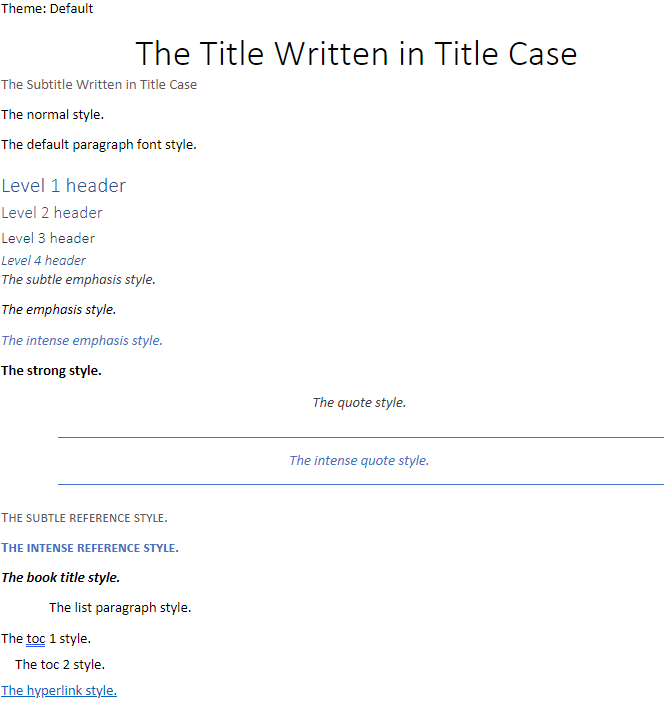 Theme: Default
The Title Written in Title Case
The Subtitle Written in Title Case
The normal style.
The default paragraph font style.
Level 1 header
Level 2 header
Level 3 header
Level 4 header
The subtle emphasis style.
The emphasis style.
The intense emphasis style.
The strong style.
The quote style.
The intense quote style.
THE SUBTLE REFERENCE STYLE.
THE INTENSE REFERENCE STYLE.
The book title style.
The list paragraph style.
The toc 1 style.
The toc 2 style.
The hyperlink style.